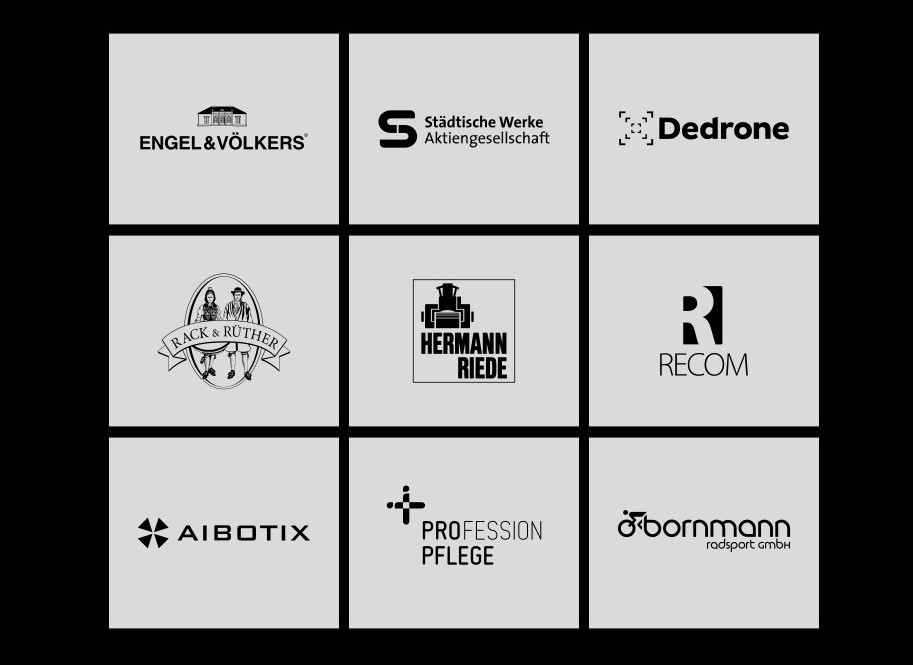 ENGEL & VÖLKERS®
Städtische Werke
Aktiengesellschaft
Dedrone
RACK & RÜTHER
HERMANN
RIEDE
R
RECOM
AIBOTIX
PROFESSION
PFLEGE
bornmann
radsport gmbH